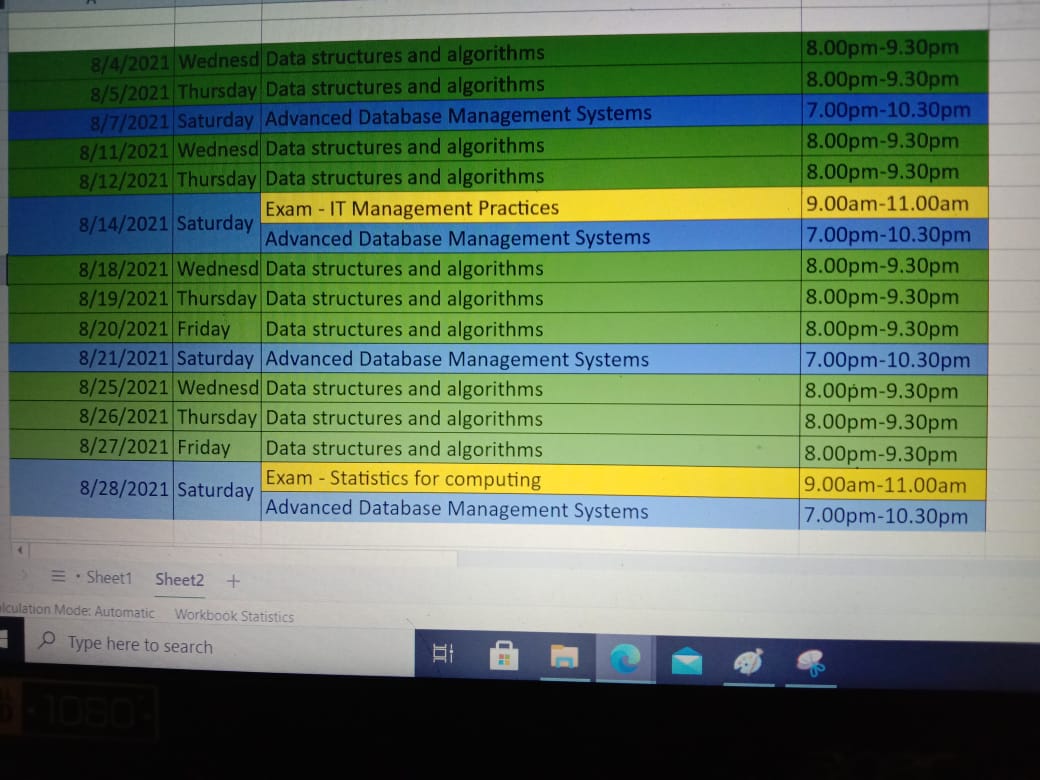 8/4/2021 Wednesd Data structures and algorithms 8.00pm-9.30pm
8/5/2021 Thursday Data structures and algorithms 8.00pm-9.30pm
8/7/2021 Saturday Advanced Database Management Systems 7.00pm-10.30pm
8/11/2021 Wednesd Data structures and algorithms 8.00pm-9.30pm
8/12/2021 Thursday Data structures and algorithms 8.00pm-9.30pm
8/14/2021 Saturday Exam - IT Management Practices 9.00am-11.00am
Advanced Database Management Systems 7.00pm-10.30pm
8/18/2021 Wednesd Data structures and algorithms 8.00pm-9.30pm
8/19/2021 Thursday Data structures and algorithms 8.00pm-9.30pm
8/20/2021 Friday Data structures and algorithms 8.00pm-9.30pm
8/21/2021 Saturday Advanced Database Management Systems 7.00pm-10.30pm
8/25/2021 Wednesd Data structures and algorithms 8.00pm-9.30pm
8/26/2021 Thursday Data structures and algorithms 8.00pm-9.30pm
8/27/2021 Friday Data structures and algorithms 8.00pm-9.30pm
8/28/2021 Saturday Exam - Statistics for computing 9.00am-11.00am
Advanced Database Management Systems 7.00pm-10.30pm
Sheet1 Sheet2 +
lculation Mode: Automatic Workbook Statistics
Type here to search
1080